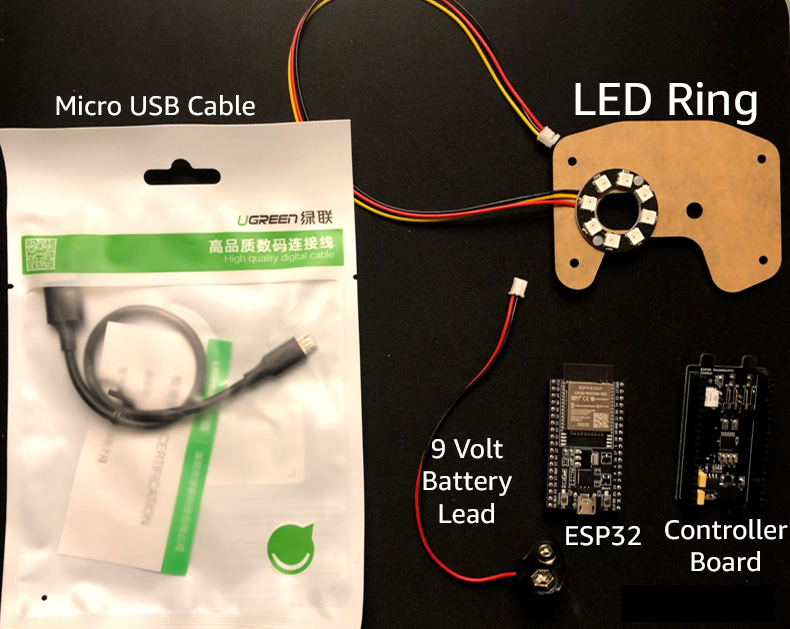 Micro USB Cable
LED Ring
UGREEN 绿联
高品质数码连接线
High quality digital cable
CERTIFICATION
9 Volt
Battery
Lead
ESP32
Controller
Board